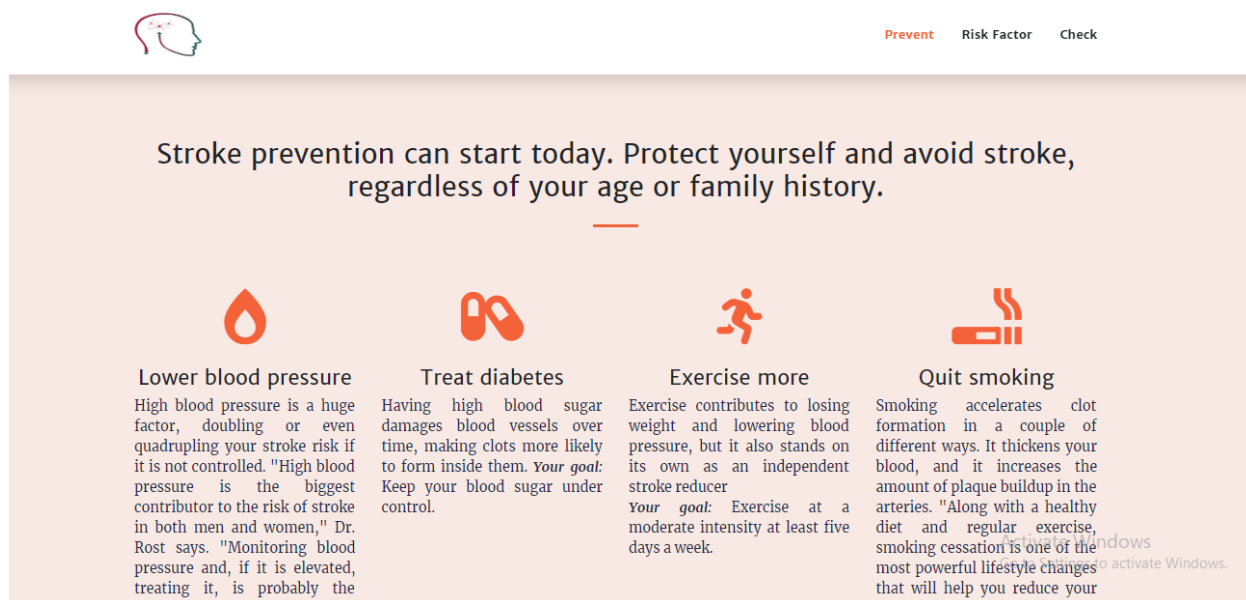 Prevent Risk Factor Check
Stroke prevention can start today. Protect yourself and avoid stroke,
regardless of your age or family history.
Lower blood pressure
High blood pressure is a huge
factor, doubling or even
quadrupling your stroke risk if
it is not controlled. "High blood
pressure is the biggest
contributor to the risk of stroke
in both men and women," Dr.
Rost says. "Monitoring blood
pressure and, if it is elevated,
treating it, is probably the
Treat diabetes
Having high blood sugar
damages blood vessels over
time, making clots more likely
to form inside them. Your goal:
Keep your blood sugar under
control.
Exercise more
Exercise contributes to losing
weight and lowering blood
pressure, but it also stands on
its own as an independent
stroke reducer
Your goal: Exercise at a
moderate intensity at least five
days a week.
Quit smoking
Smoking accelerates clot
formation in a couple of
different ways. It thickens your
blood, and it increases the
amount of plaque buildup in the
arteries. "Along with a healthy
diet and regular exercise,
smoking cessation is one of the
most powerful lifestyle changes
that will help you reduce your
Activate Windows
Go to Settings to activate Windows.